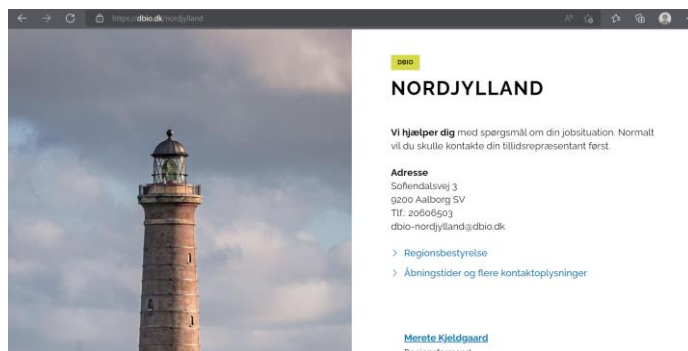 https://dbio.dk/nordjylland
DBIO
NORDJYLLAND
Vi hjælper dig med spørgsmål om din jobsituation. Normalt
vil du skulle kontakte din tillidsrepræsentant først.
Adresse
Sofiendalsvej 3
9200 Aalborg SV
Tlf.: 20606503
dbio-nordjylland@dbio.dk
> Regionsbestyrelse
> Åbningstider og flere kontaktoplysninger
Merete Kjeldgaard